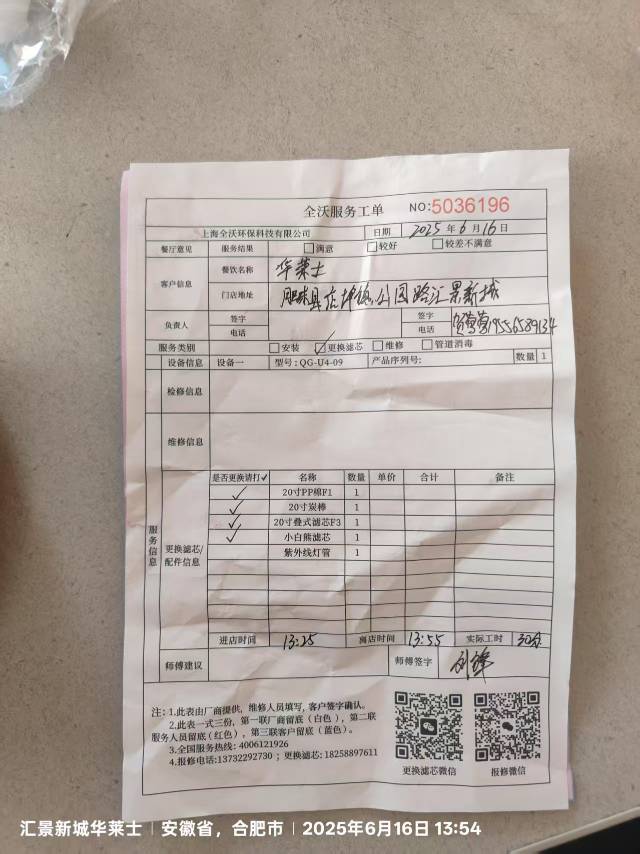 全沃服务工单 NO:5036196
上海全沃环保科技有限公司 日期 2025年6月16日
餐厅意见 服务结果 满意 较好 较差不满意
客户信息 餐饮名称 华莱士
门店地址 肥东县店埠镇公园路汇景新城
负责人 签字 签字
电话 电话 19556589134
服务类别 安装 更换滤芯 维修 管道消毒
设备信息 设备一 型号:QG-U4-09 产品序列号: 数量 1
检修信息
维修信息
服务信息
更换滤芯/配件信息
是否更换请打✓ 名称 数量 单价 合计 备注
✓ 20寸PP棉F1 1
✓ 20寸炭棒 1
✓ 20寸叠式滤芯F3 1
✓ 小白熊滤芯 1
紫外线灯管 1
进店时间 13:25 离店时间 13:55 实际工时 30分
师傅建议 师傅签字
注:1.此表由厂商提供,维修人员填写,客户签字确认。
2.此表一式三份,第一联厂商留底(白色),第二联
服务人员留底(红色),第三联客户留底(蓝色)。
3.全国服务热线:4006121926
4.报修电话:13732292730;更换滤芯:18258897611
更换滤芯微信 报修微信
汇景新城华莱士 | 安徽省,合肥市 | 2025年6月16日 13:54